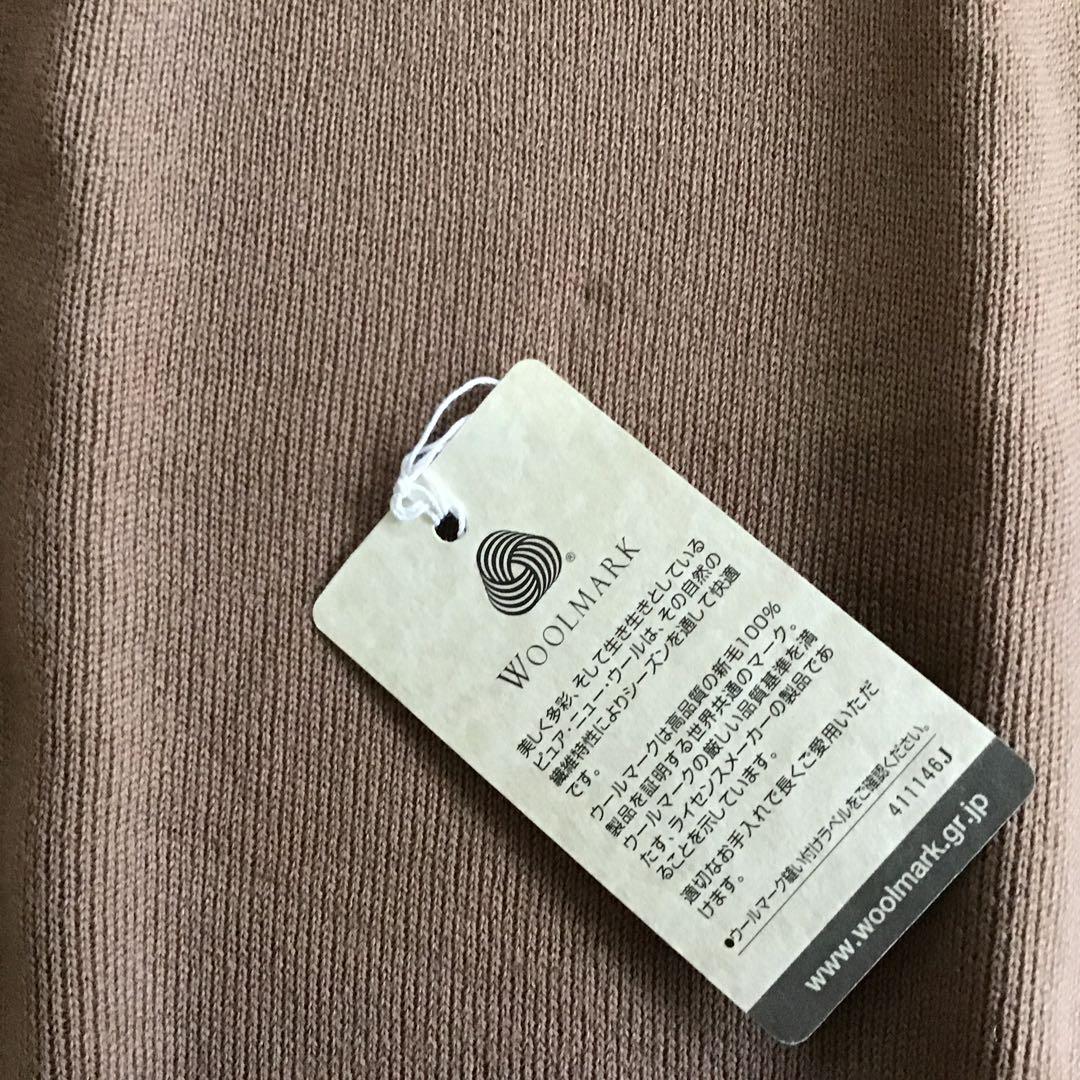 ®
WOOLMARK
美しく多彩、そして生き生きとしている
ピュア・ニュー・ウールは、その自然の
繊維特性によりシーズンを通して快適
です。
ウールマークは高品質の新毛100%
製品を証明する世界共通のマーク。
ウールマークの厳しい品質基準を満
たす、ライセンスメーカーの製品であ
ることを示しています。
適切なお手入れで長くご愛用いただ
けます。
●ウールマーク縫い付けラベルをご確認ください。
411146J
www.woolmark.gr.jp